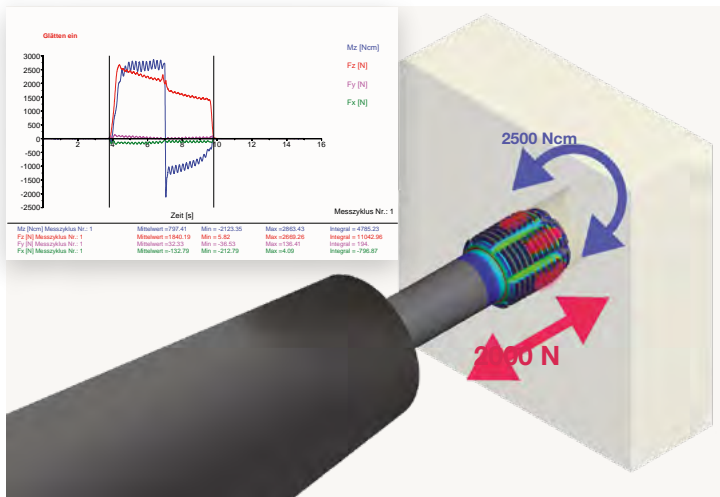 Glätten ein
Mz [Ncm]
Fz [N]
Fy [N]
Fx [N]
3000
2500
2000
1500
1000
500
0
-500
-1000
-1500
-2000
-2500
2 4 6 8 10 12 14 16
Zeit [s]
Messzyklus Nr.: 1
Mz [Ncm] Messzyklus Nr.: 1 Mittelwert =797.41 Min = -2123.35 Max =2863.43 Integral = 4785.23
Fz [N] Messzyklus Nr.: 1 Mittelwert =1840.19 Min = 5.82 Max =2669.26 Integral = 11042.96
Fy [N] Messzyklus Nr.: 1 Mittelwert =32.33 Min = -36.53 Max =136.41 Integral = 194.
Fx [N] Messzyklus Nr.: 1 Mittelwert =-132.79 Min = -212.79 Max =4.09 Integral = -796.87
2500 Ncm
2000 N